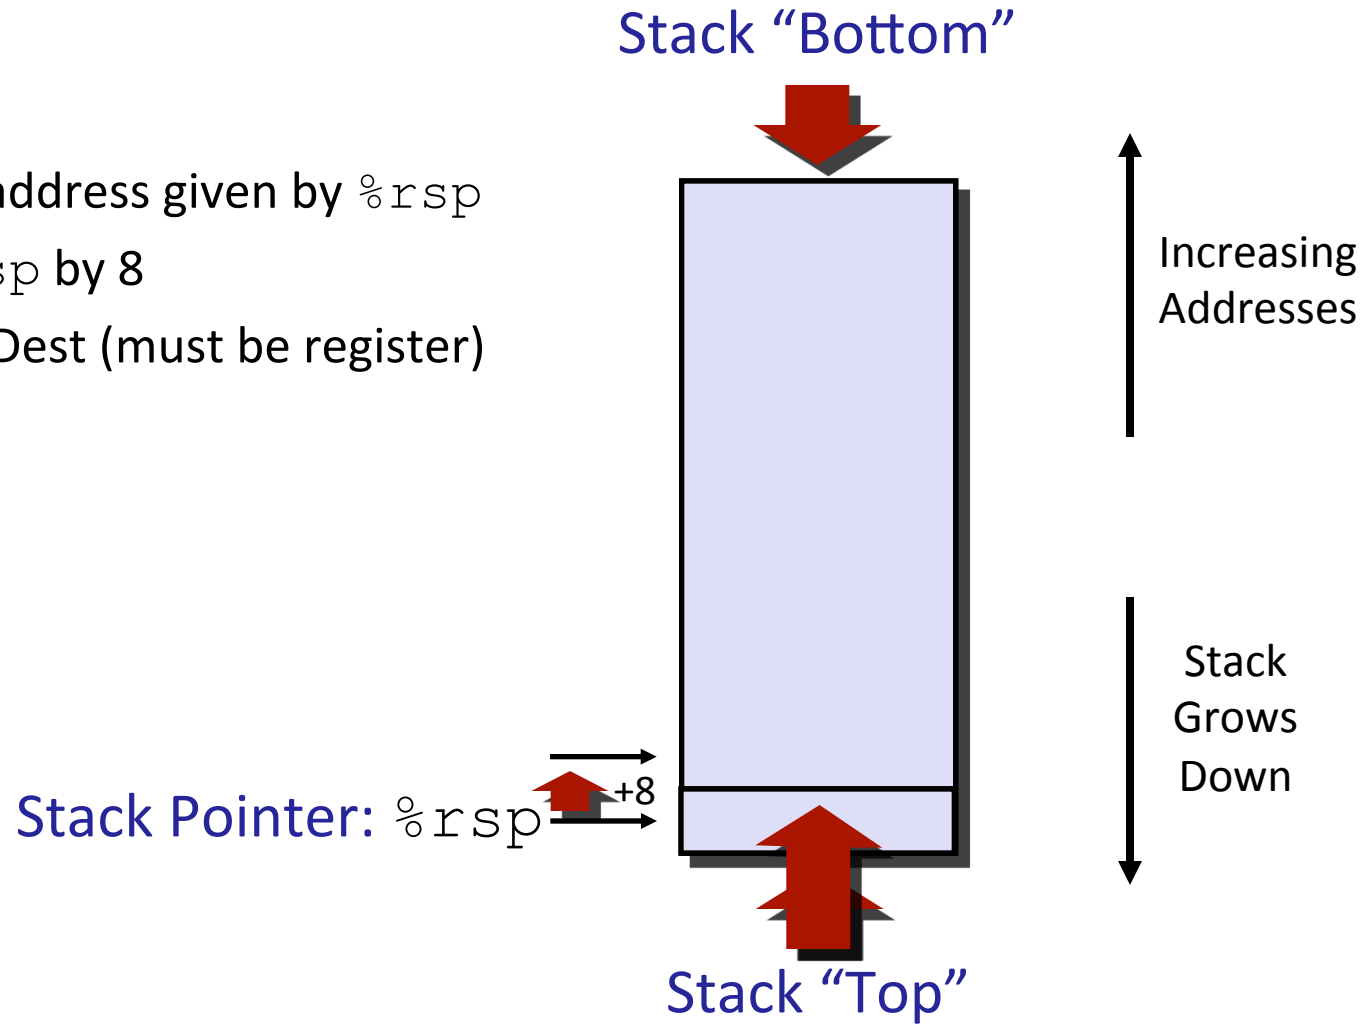 Stack “Bottom”
address given by %rsp
sp by 8
Dest (must be register)
Increasing
Addresses
Stack
Grows
Down
+8
Stack Pointer: %rsp
Stack “Top”